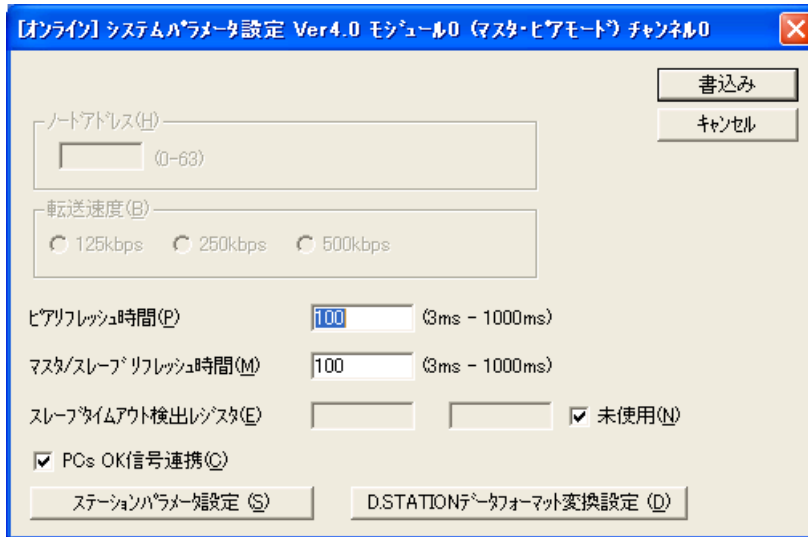 [オンライン] システムパラメータ設定 Ver4.0 モジュール0 (マスタ・ピアモード) チャンネル0
書込み
キャンセル
ノードアドレス(H)
(0-63)
転送速度(B)
125kbps 250kbps 500kbps
ピアリフレッシュ時間(P) 100 (3ms - 1000ms)
マスタ/スレーブリフレッシュ時間(M) 100 (3ms - 1000ms)
スレーブタイムアウト検出レジスタ(E) 未使用(N)
PCs OK信号連携(C)
ステーションパラメータ設定 (S) D.STATIONデータフォーマット変換設定 (D)